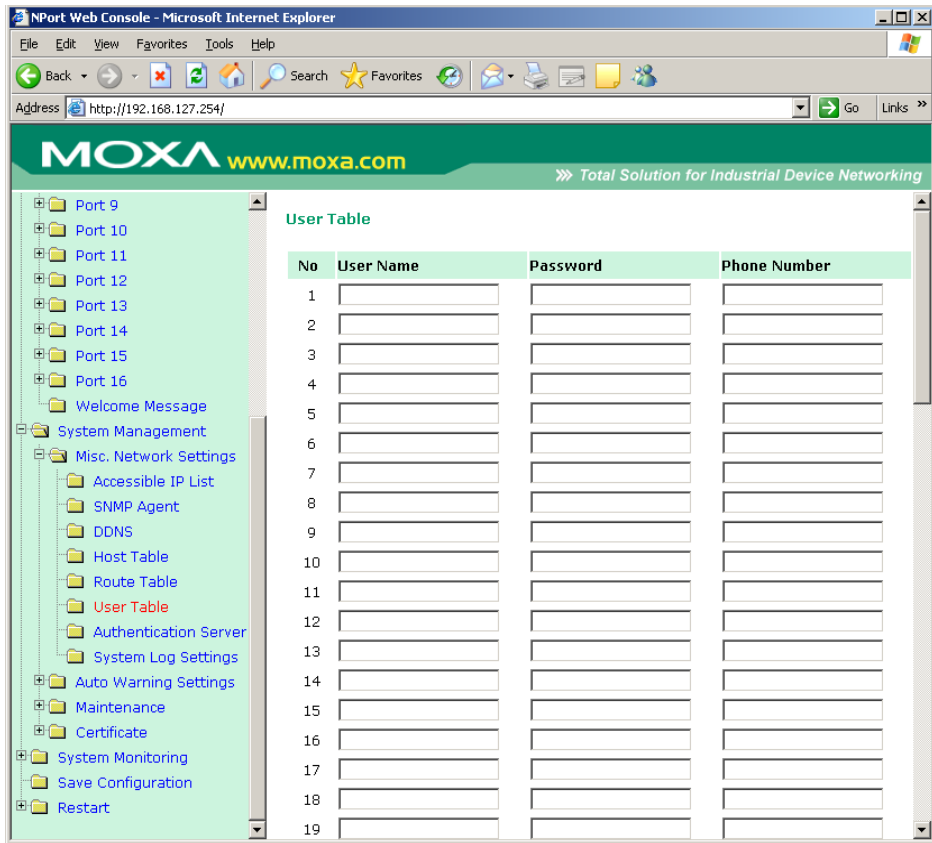 NPort Web Console - Microsoft Internet Explorer
File Edit View Favorites Tools Help
Back Search Favorites
Address http://192.168.127.254/ Go Links »
MOXA www.moxa.com
Total Solution for Industrial Device Networking
Port 9
Port 10
Port 11
Port 12
Port 13
Port 14
Port 15
Port 16
Welcome Message
System Management
Misc. Network Settings
Accessible IP List
SNMP Agent
DDNS
Host Table
Route Table
User Table
Authentication Server
System Log Settings
Auto Warning Settings
Maintenance
Certificate
System Monitoring
Save Configuration
Restart
User Table
No User Name Password Phone Number
1
2
3
4
5
6
7
8
9
10
11
12
13
14
15
16
17
18
19